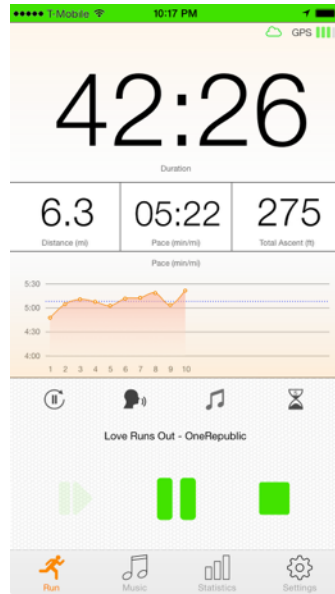 T-Mobile 10:17 PM
GPS
42:26
Duration
6.3 05:22 275
Distance (mi) Pace (min/mi) Total Ascent (ft)
Pace (min/mi)
5:30
5:00
4:30
4:00
1 2 3 4 5 6 7 8 9 10
Love Runs Out - OneRepublic
Run Music Statistics Settings